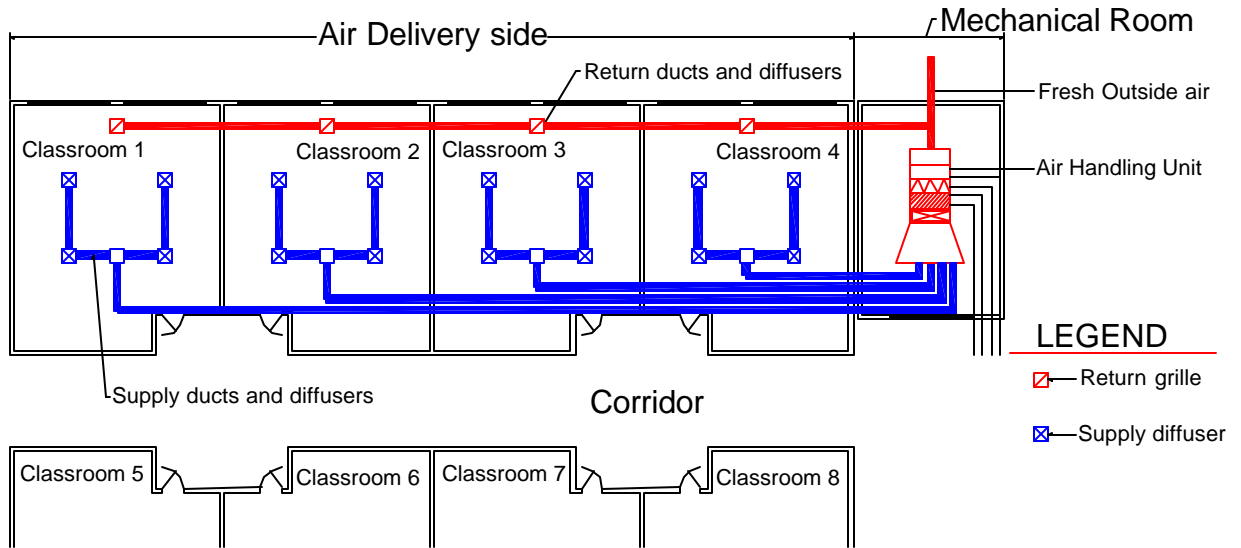 Air Delivery side
Mechanical Room
Return ducts and diffusers
Fresh Outside air
Classroom 1
Classroom 2
Classroom 3
Classroom 4
Air Handling Unit
LEGEND
Return grille
Supply ducts and diffusers
Corridor
Supply diffuser
Classroom 5
Classroom 6
Classroom 7
Classroom 8